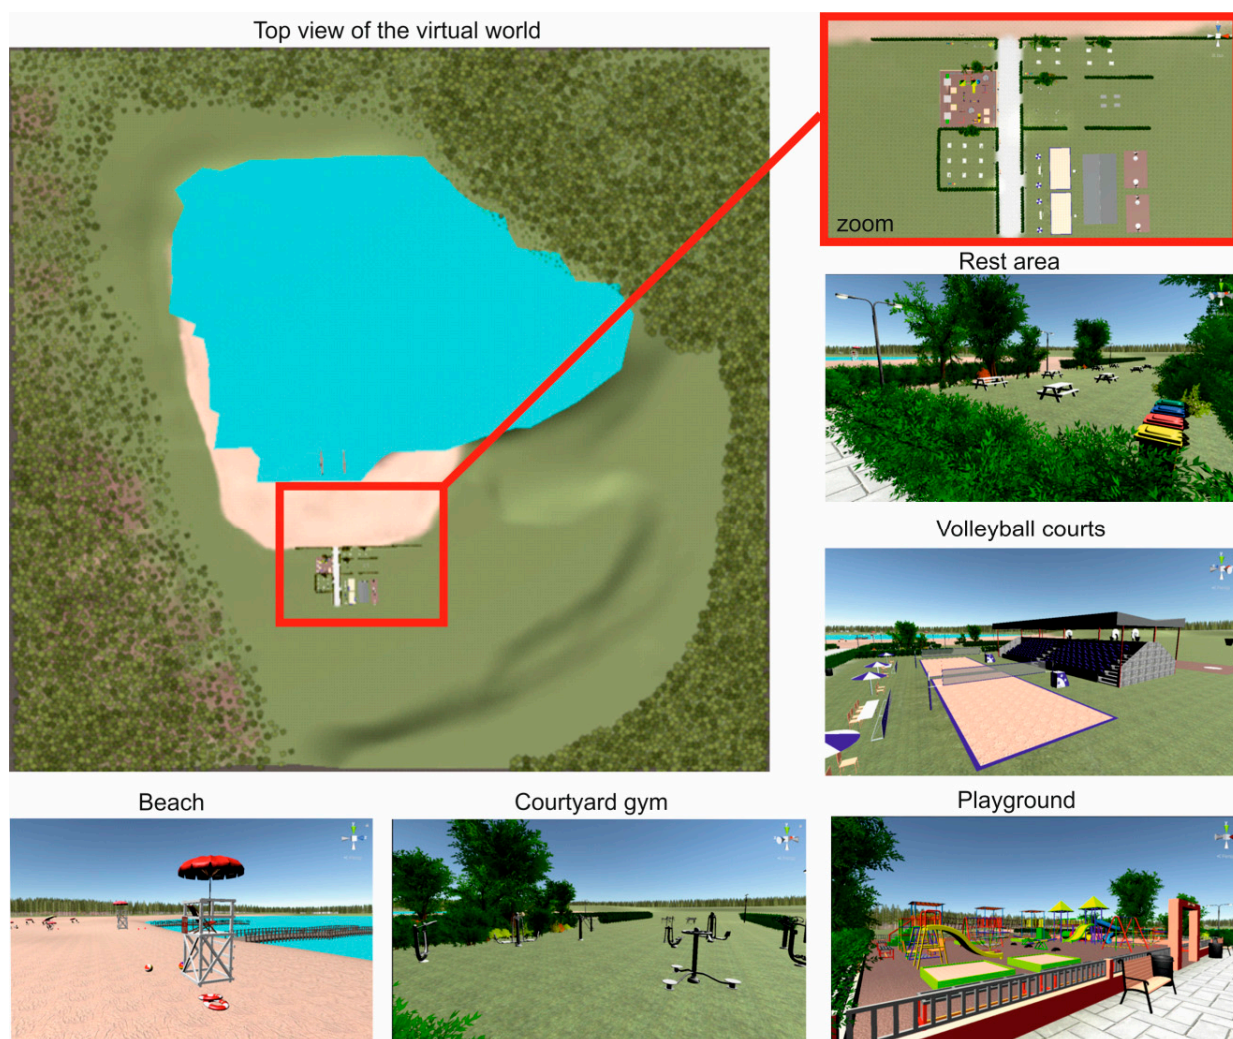 Top view of the virtual world
zoom
Rest area
Volleyball courts
Beach
Courtyard gym
Playground